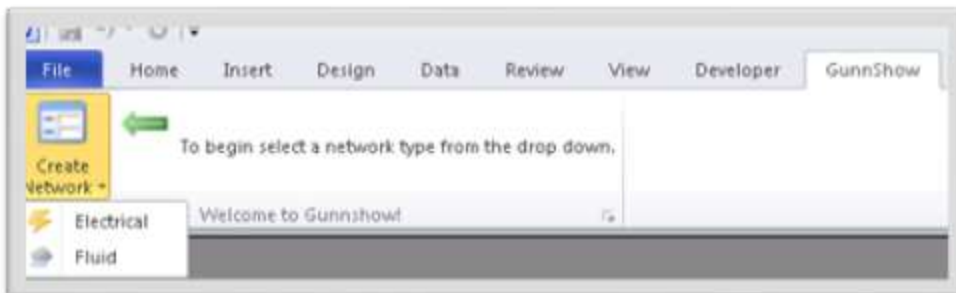 File Home Insert Design Data Review View Developer GunnShow
To begin select a network type from the drop down.
Create
Network
Welcome to Gunnshow!
Electrical
Fluid